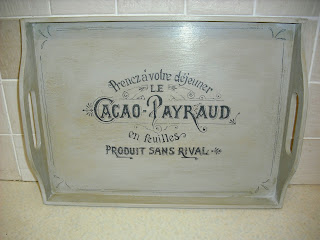 Prenez à votre déjeuner
LE
CACAO-PAYRAUD
en feuilles
PRODUIT SANS RIVAL